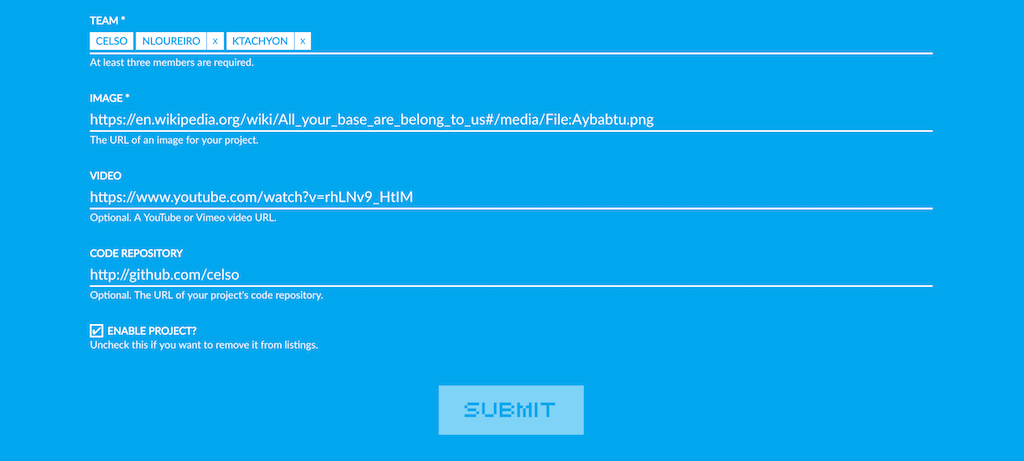 TEAM *
CELSO NLOUREIRO x KTACHYON x
At least three members are required.
IMAGE *
https://en.wikipedia.org/wiki/All_your_base_are_belong_to_us#/media/File:Aybabtu.png
The URL of an image for your project.
VIDEO
https://www.youtube.com/watch?v=rhLNv9_HtIM
Optional. A YouTube or Vimeo video URL.
CODE REPOSITORY
http://github.com/celso
Optional. The URL of your project's code repository.
ENABLE PROJECT?
Uncheck this if you want to remove it from listings.
SUBMIT